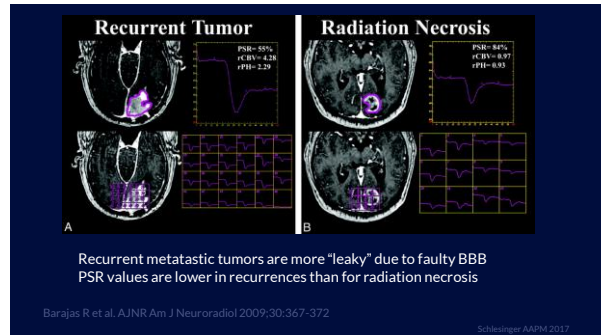 Recurrent Tumor
Radiation Necrosis
PSR= 55%
rCBV= 4.28
rPH= 2.29
PSR= 84%
rCBV= 0.97
rPH= 0.93
A
B
Recurrent metatastic tumors are more “leaky” due to faulty BBB
PSR values are lower in recurrences than for radiation necrosis
Barajas R et al. AJNR Am J Neuroradiol 2009;30:367-372
Schlesinger AAPM 2017